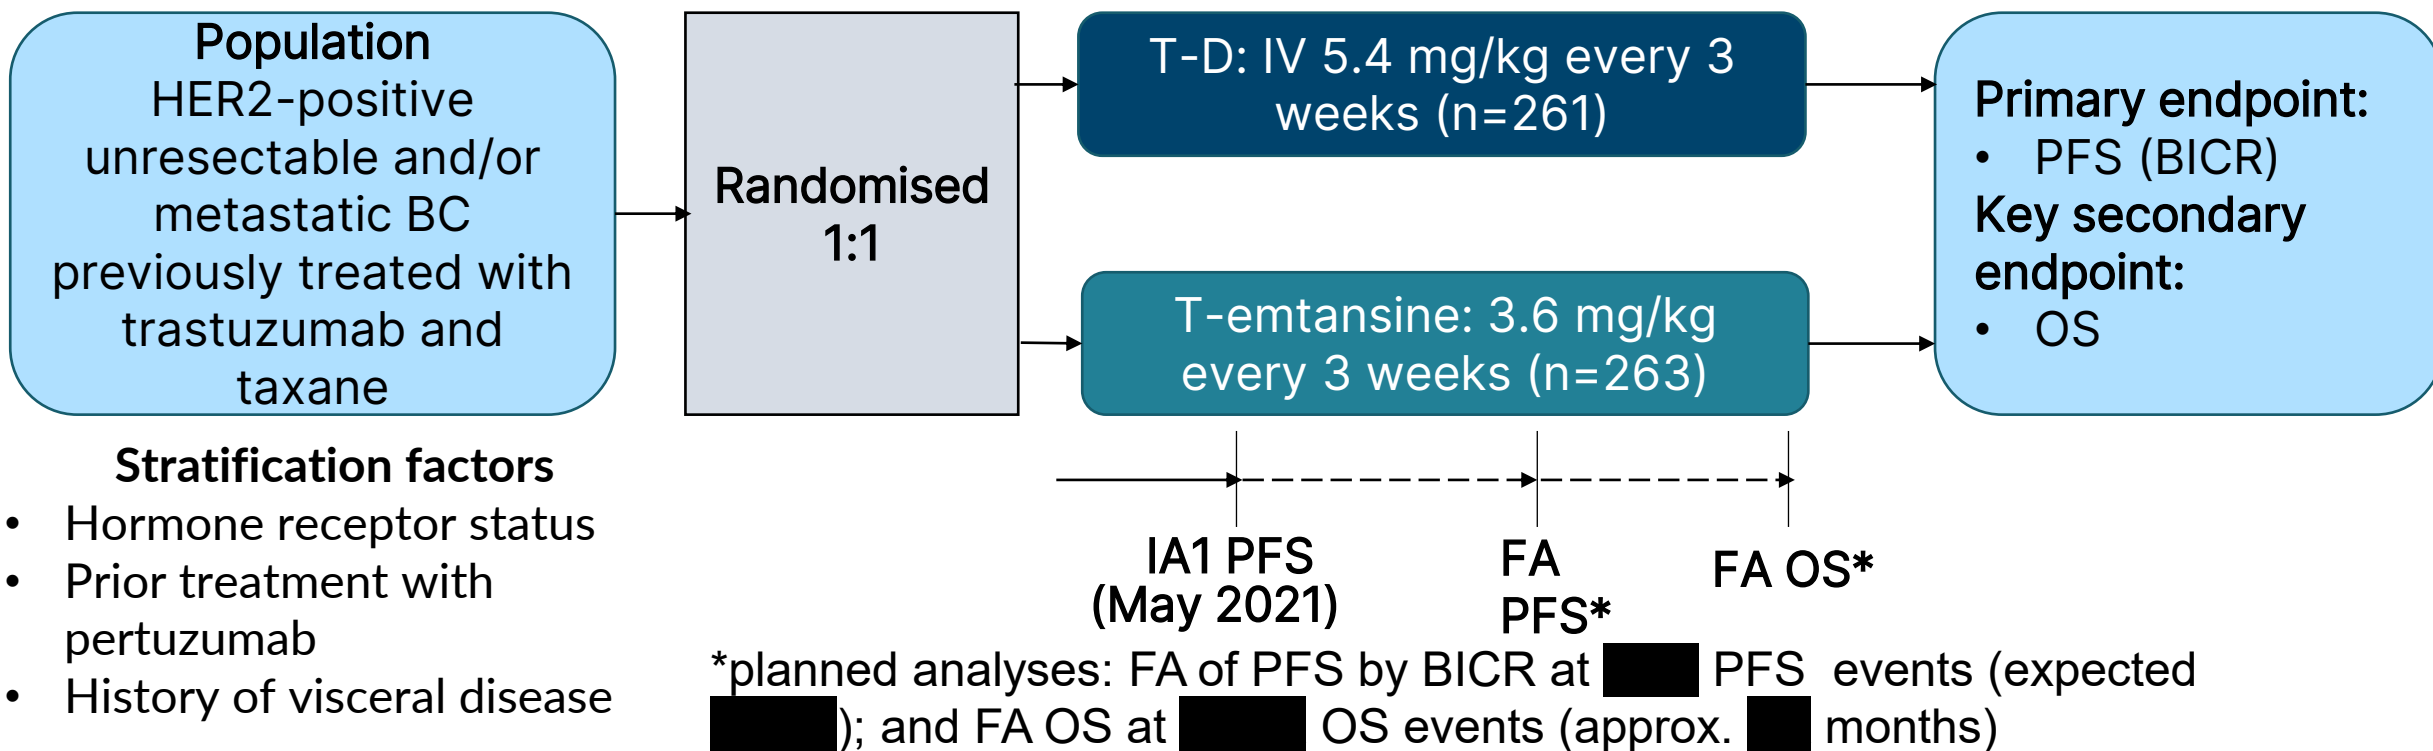 Population
HER2-positive
unresectable and/or
metastatic BC
previously treated with
trastuzumab and
taxane
Randomised
1:1
T-D: IV 5.4 mg/kg every 3
weeks (n=261)
T-emtansine: 3.6 mg/kg
every 3 weeks (n=263)
Primary endpoint:
• PFS (BICR)
Key secondary
endpoint:
• OS
Stratification factors
• Hormone receptor status
• Prior treatment with
pertuzumab
• History of visceral disease
IA1 PFS
(May 2021)
FA
PFS*
FA OS*
*planned analyses: FA of PFS by BICR at PFS events (expected
); and FA OS at OS events (approx. months)